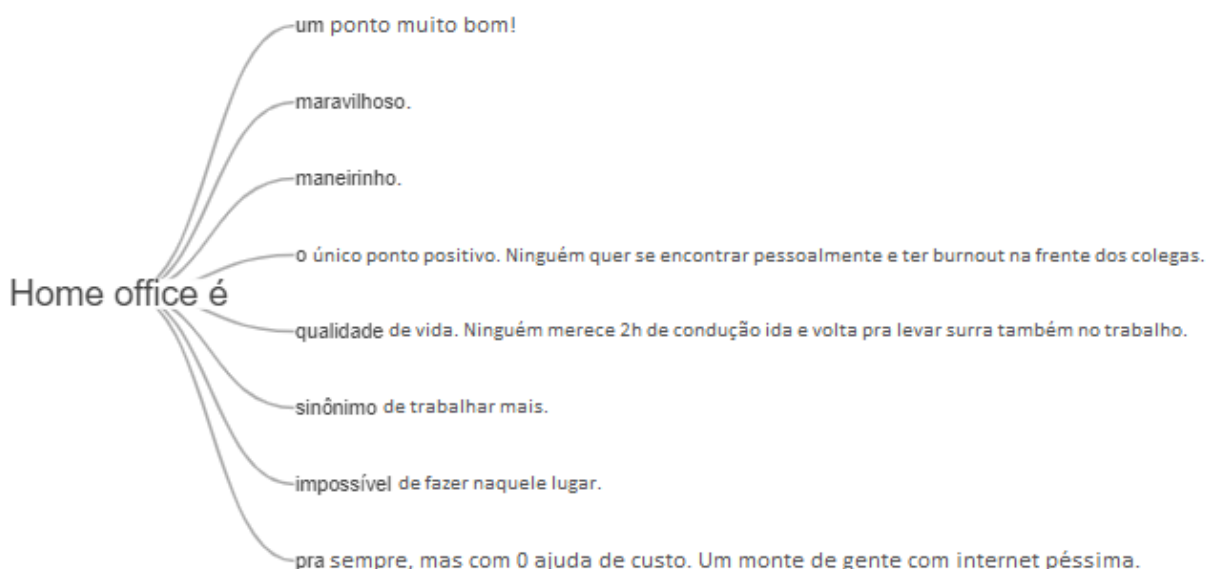 um ponto muito bom!
maravilhoso.
maneirinho.
o único ponto positivo. Ninguém quer se encontrar pessoalmente e ter burnout na frente dos colegas.
Home office é
qualidade de vida. Ninguém merece 2h de condução ida e volta pra levar surra também no trabalho.
sinônimo de trabalhar mais.
impossível de fazer naquele lugar.
pra sempre, mas com 0 ajuda de custo. Um monte de gente com internet péssima.